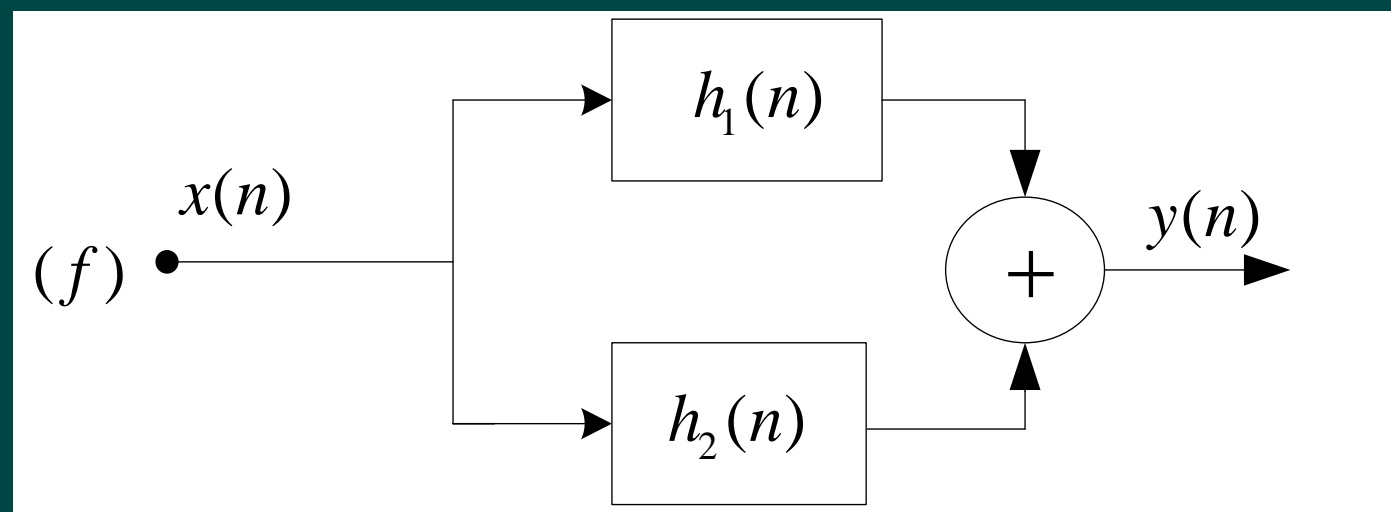 h₁(n)
x(n)
y(n)
(f)
+
h₂(n)